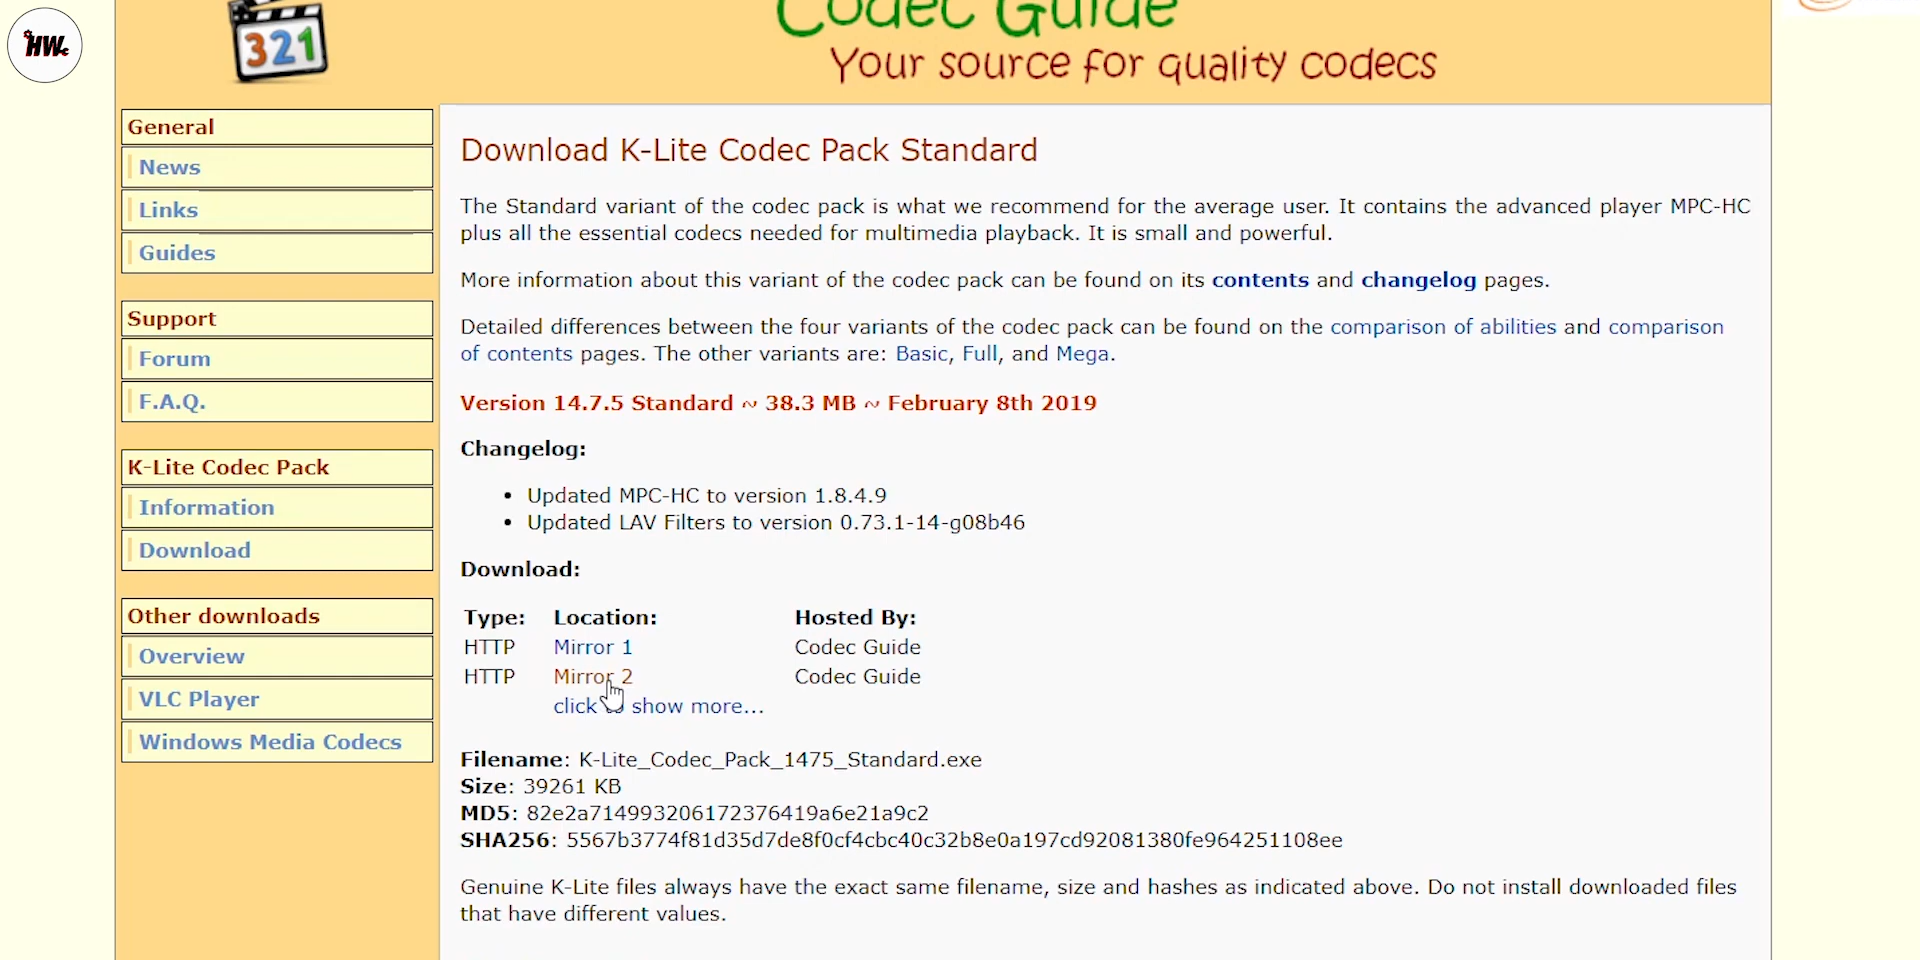 HW.
321
Codec Guide
Your source for quality codecs
General
News
Links
Guides
Support
Forum
F.A.Q.
K-Lite Codec Pack
Information
Download
Other downloads
Overview
VLC Player
Windows Media Codecs
Download K-Lite Codec Pack Standard
The Standard variant of the codec pack is what we recommend for the average user. It contains the advanced player MPC-HC
plus all the essential codecs needed for multimedia playback. It is small and powerful.
More information about this variant of the codec pack can be found on its contents and changelog pages.
Detailed differences between the four variants of the codec pack can be found on the comparison of abilities and comparison
of contents pages. The other variants are: Basic, Full, and Mega.
Version 14.7.5 Standard ~ 38.3 MB ~ February 8th 2019
Changelog:
• Updated MPC-HC to version 1.8.4.9
• Updated LAV Filters to version 0.73.1-14-g08b46
Download:
Type: Location: Hosted By:
HTTP Mirror 1 Codec Guide
HTTP Mirror 2 Codec Guide
click to show more...
Filename: K-Lite_Codec_Pack_1475_Standard.exe
Size: 39261 KB
MD5: 82e2a714993206172376419a6e21a9c2
SHA256: 5567b3774f81d35d7de8f0cf4cbc40c32b8e0a197cd92081380fe964251108ee
Genuine K-Lite files always have the exact same filename, size and hashes as indicated above. Do not install downloaded files
that have different values.